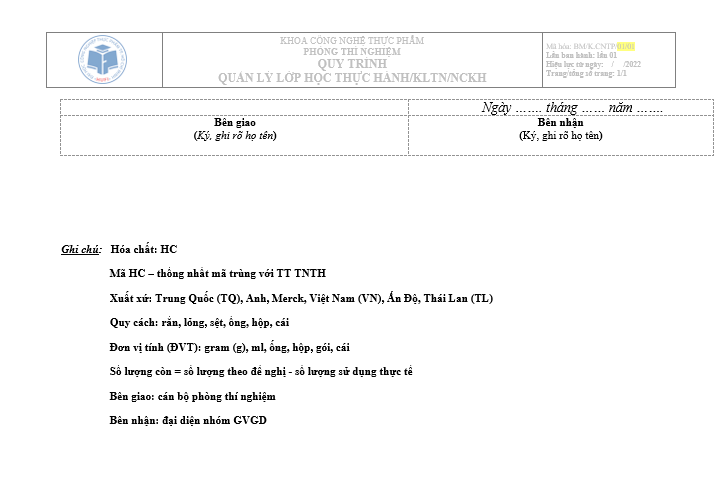 KHOA CÔNG NGHỆ THỰC PHẨM
PHÒNG THÍ NGHIỆM
QUY TRÌNH
QUẢN LÝ LỚP HỌC THỰC HÀNH/KLTN/NCKH
Mã hóa: BM/K.CNTP/01/01
Lần ban hành: lần 01
Hiệu lực từ ngày: / /2022
Trang/tổng số trang: 1/1
Ngày ……. tháng …… năm …….
Bên giao
(Ký, ghi rõ họ tên)
Bên nhận
(Ký, ghi rõ họ tên)
Ghi chú: Hóa chất: HC
Mã HC – thống nhất mã trùng với TT TNTH
Xuất xứ: Trung Quốc (TQ), Anh, Merck, Việt Nam (VN), Ấn Độ, Thái Lan (TL)
Quy cách: rắn, lỏng, sệt, ống, hộp, cái
Đơn vị tính (ĐVT): gram (g), ml, ống, hộp, gói, cái
Số lượng còn = số lượng theo đề nghị - số lượng sử dụng thực tế
Bên giao: cán bộ phòng thí nghiệm
Bên nhận: đại diện nhóm GVGD